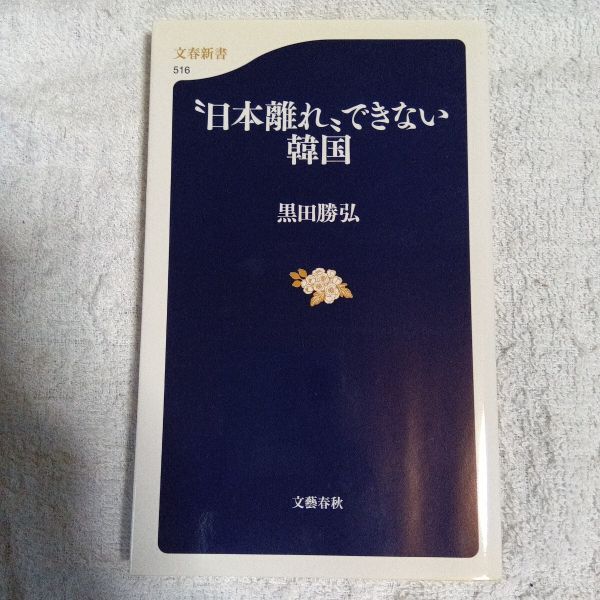 文春新書
516
〝日本離れ〟できない
韓国
黒田勝弘
文藝春秋